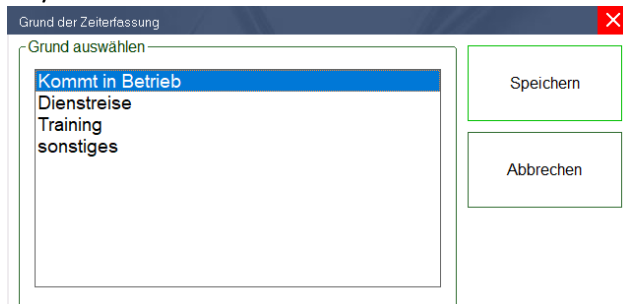 Grund der Zeiterfassung
Grund auswählen
Kommt in Betrieb
Dienstreise
Training
sonstiges
Speichern
Abbrechen